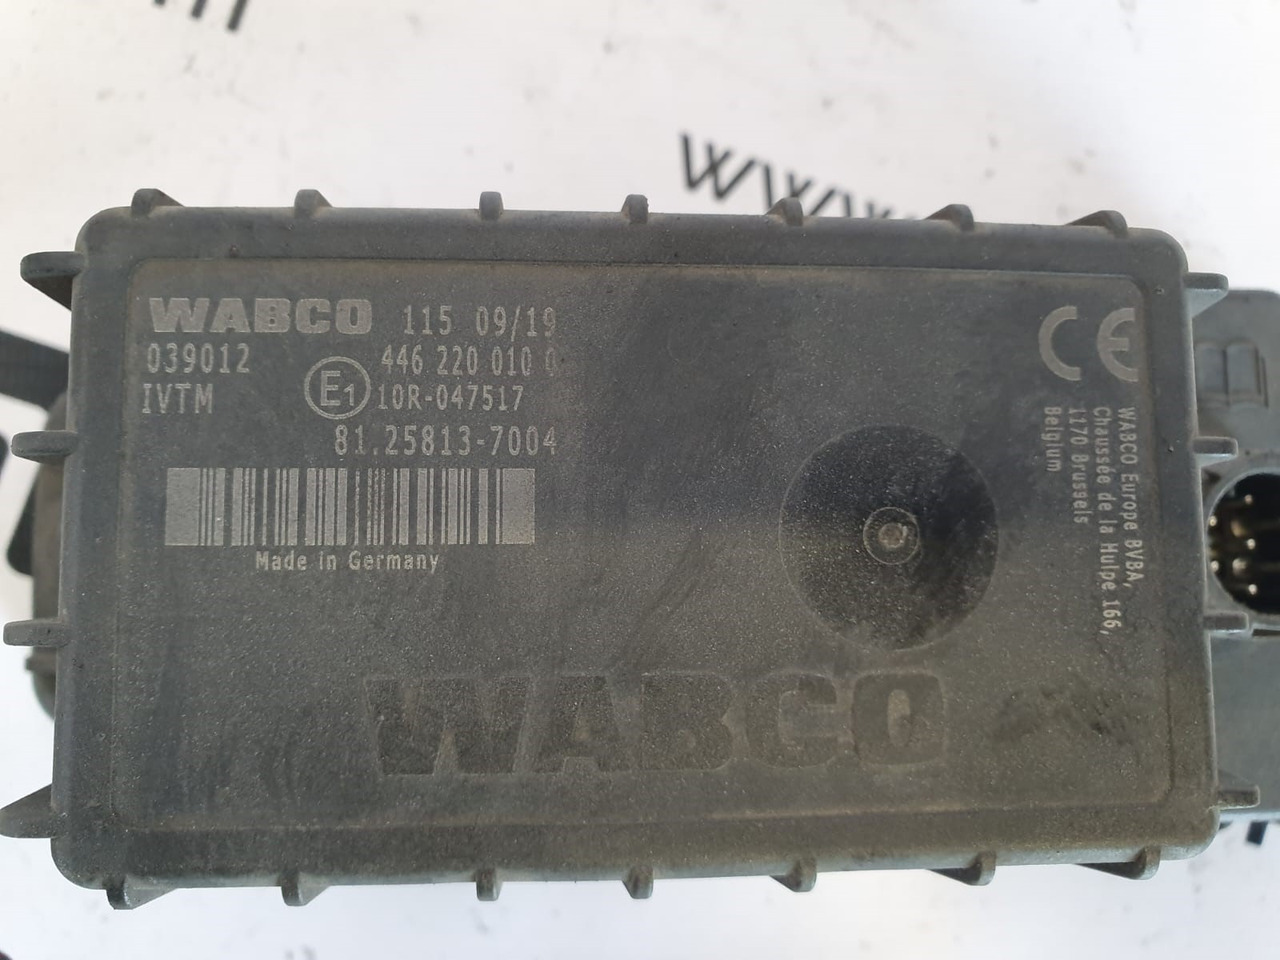 www
WABCO 115 09/19
039012 446 220 010 0
IVTM E1 10R-047517
81.25813-7004
Made in Germany
CE
WABCO Europe BVBA,
Chaussée de la Hulpe 166,
1170 Brussels
Belgium
WABCO